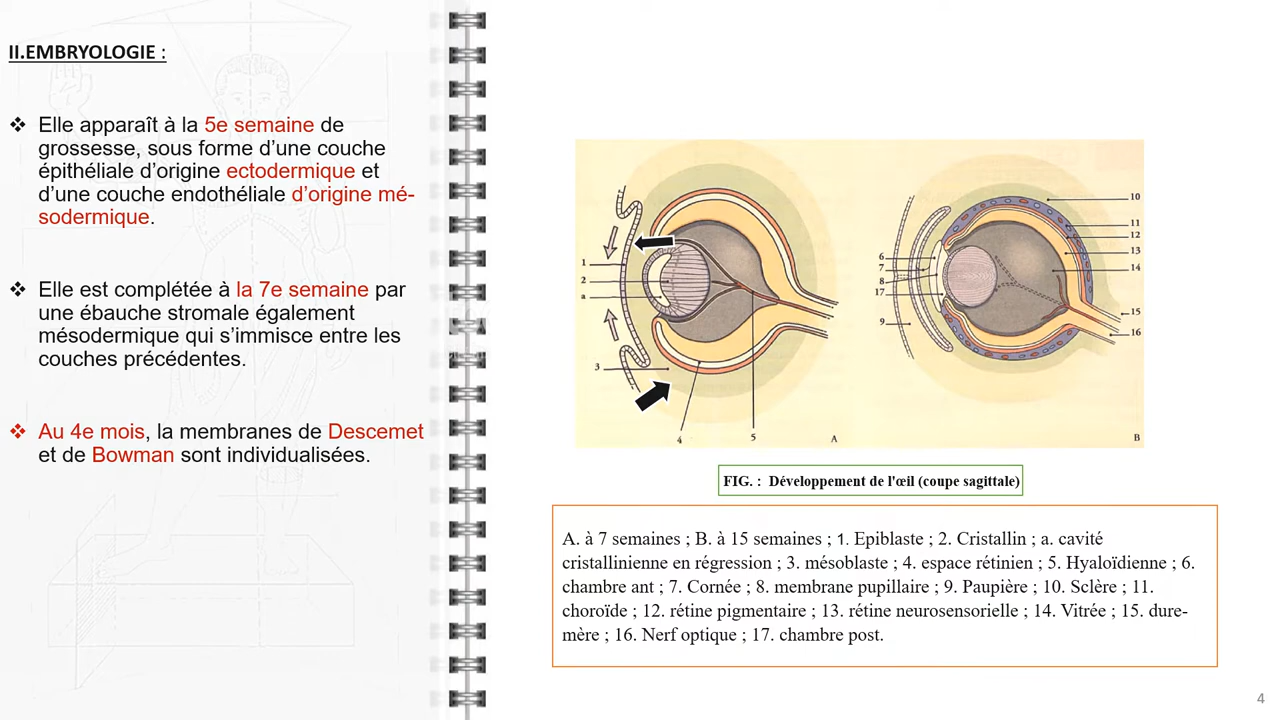 II.EMBRYOLOGIE :
❖ Elle apparaît à la 5e semaine de
grossesse, sous forme d’une couche
épithéliale d’origine ectodermique et
d’une couche endothéliale d’origine mé-
sodermique.
❖ Elle est complétée à la 7e semaine par
une ébauche stromale également
mésodermique qui s’immisce entre les
couches précédentes.
❖ Au 4e mois, la membranes de Descemet
et de Bowman sont individualisées.
1
2
a
3
4
5
A
6
7
8
17
9
10
11
12
13
14
15
16
B
FIG. : Développement de l'œil (coupe sagittale)
A. à 7 semaines ; B. à 15 semaines ; 1. Epiblaste ; 2. Cristallin ; a. cavité
cristallinienne en régression ; 3. mésoblaste ; 4. espace rétinien ; 5. Hyaloïdienne ; 6.
chambre ant ; 7. Cornée ; 8. membrane pupillaire ; 9. Paupière ; 10. Sclère ; 11.
choroïde ; 12. rétine pigmentaire ; 13. rétine neurosensorielle ; 14. Vitrée ; 15. dure-
mère ; 16. Nerf optique ; 17. chambre post.
4